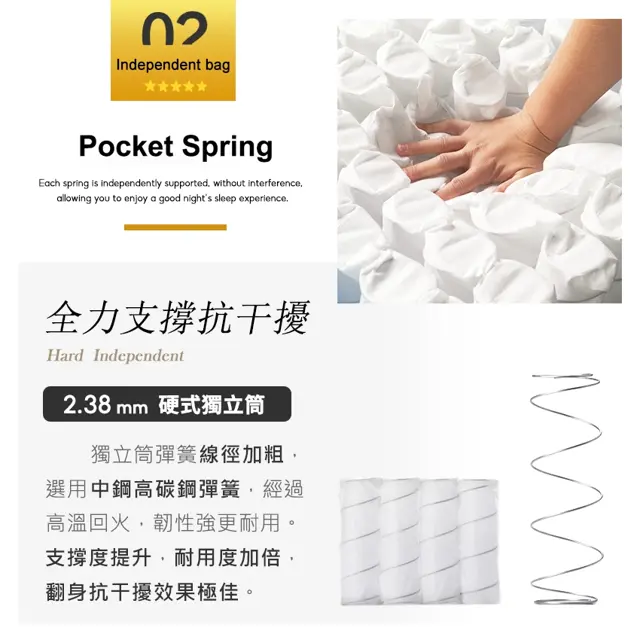 02
Independent bag
Pocket Spring
Each spring is independently supported, without interference,
allowing you to enjoy a good night's sleep experience.
全力支撐抗干擾
Hard Independent
2.38 mm 硬式獨立筒
獨立筒彈簧線徑加粗，
選用中鋼高碳鋼彈簧，經過
高溫回火，韌性強更耐用。
支撐度提升，耐用度加倍，
翻身抗干擾效果極佳。